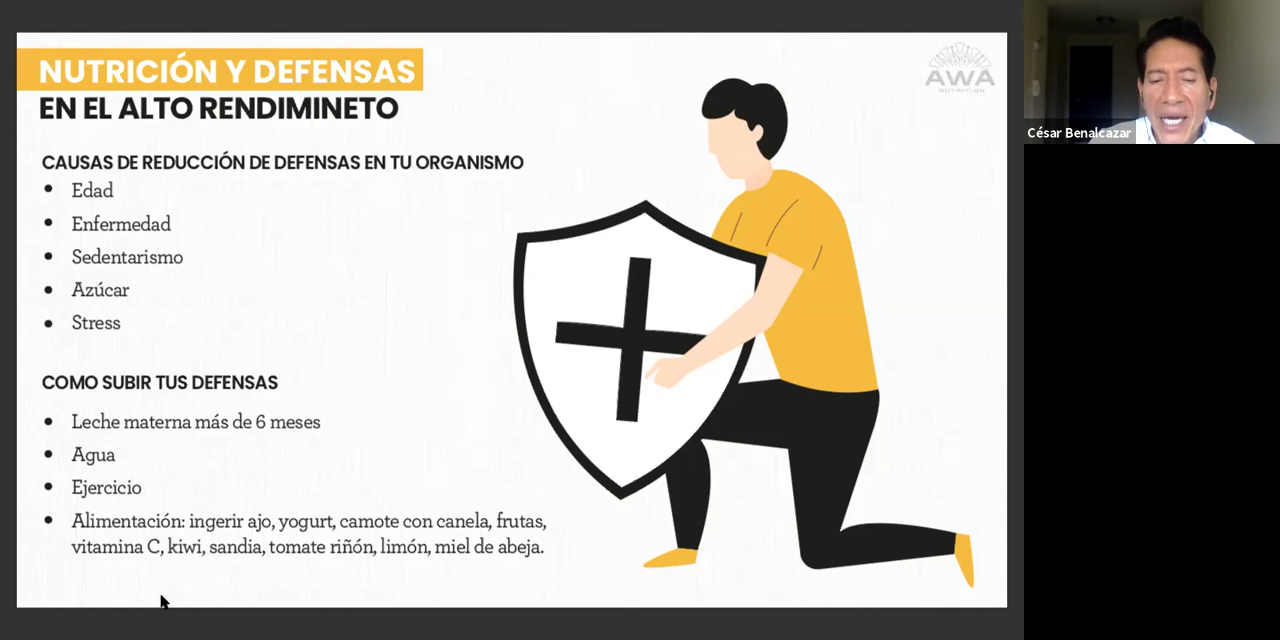 NUTRICIÓN Y DEFENSAS
EN EL ALTO RENDIMINETO
AWA
NUTRITION
CAUSAS DE REDUCCIÓN DE DEFENSAS EN TU ORGANISMO
• Edad
• Enfermedad
• Sedentarismo
• Azúcar
• Stress
COMO SUBIR TUS DEFENSAS
• Leche materna más de 6 meses
• Agua
• Ejercicio
• Alimentación: ingerir ajo, yogurt, camote con canela, frutas,
vitamina C, kiwi, sandia, tomate riñón, limón, miel de abeja.
César Benalcazar